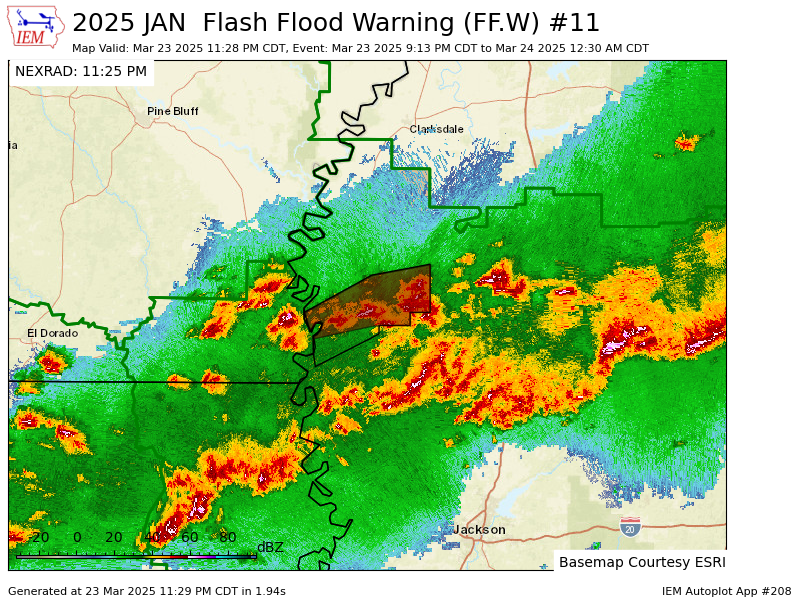 IEM
2025 JAN Flash Flood Warning (FF.W) #11
Map Valid: Mar 23 2025 11:28 PM CDT, Event: Mar 23 2025 9:13 PM CDT to Mar 24 2025 12:30 AM CDT
NEXRAD: 11:25 PM
Pine Bluff
Clarksdale
ia
El Dorado
Jackson
20
-20 0 20 40 60 80
dBZ
Basemap Courtesy ESRI
Generated at 23 Mar 2025 11:29 PM CDT in 1.94s
IEM Autoplot App #208